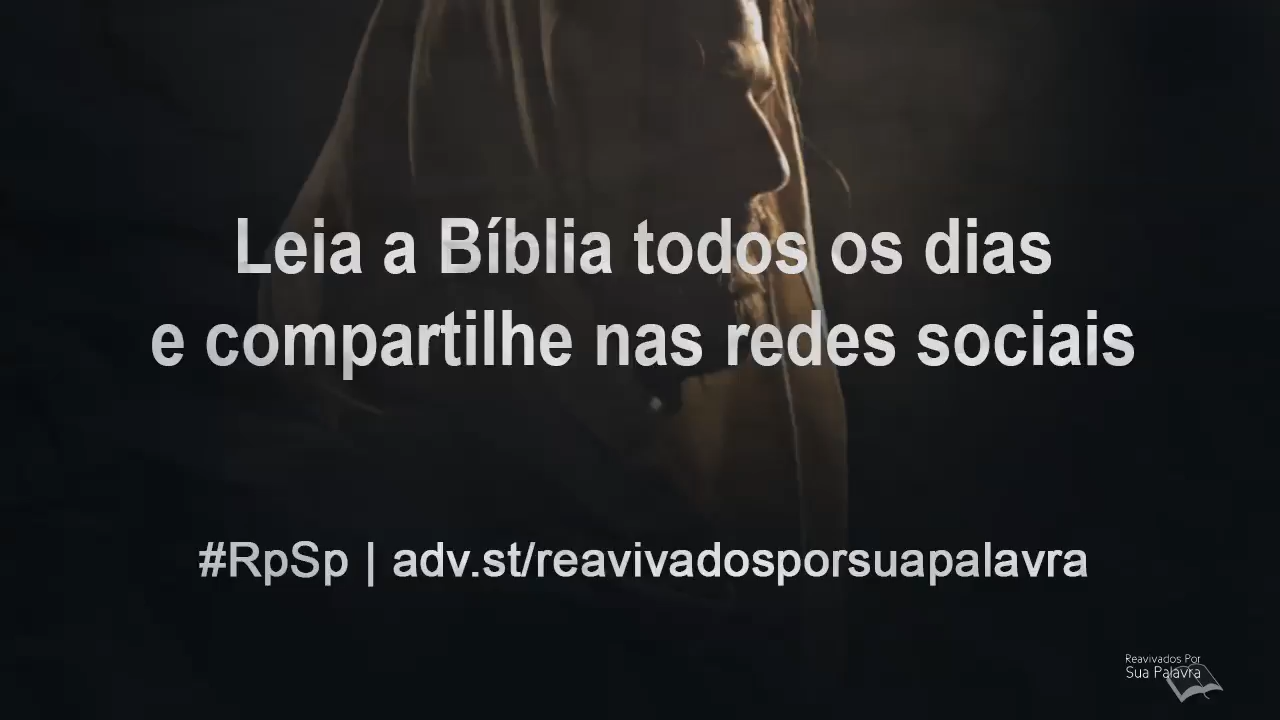 Leia a Bíblia todos os dias
e compartilhe nas redes sociais
#RpSp | adv.st/reavivadosporsuapalavra
Reavivados Por
Sua Palavra